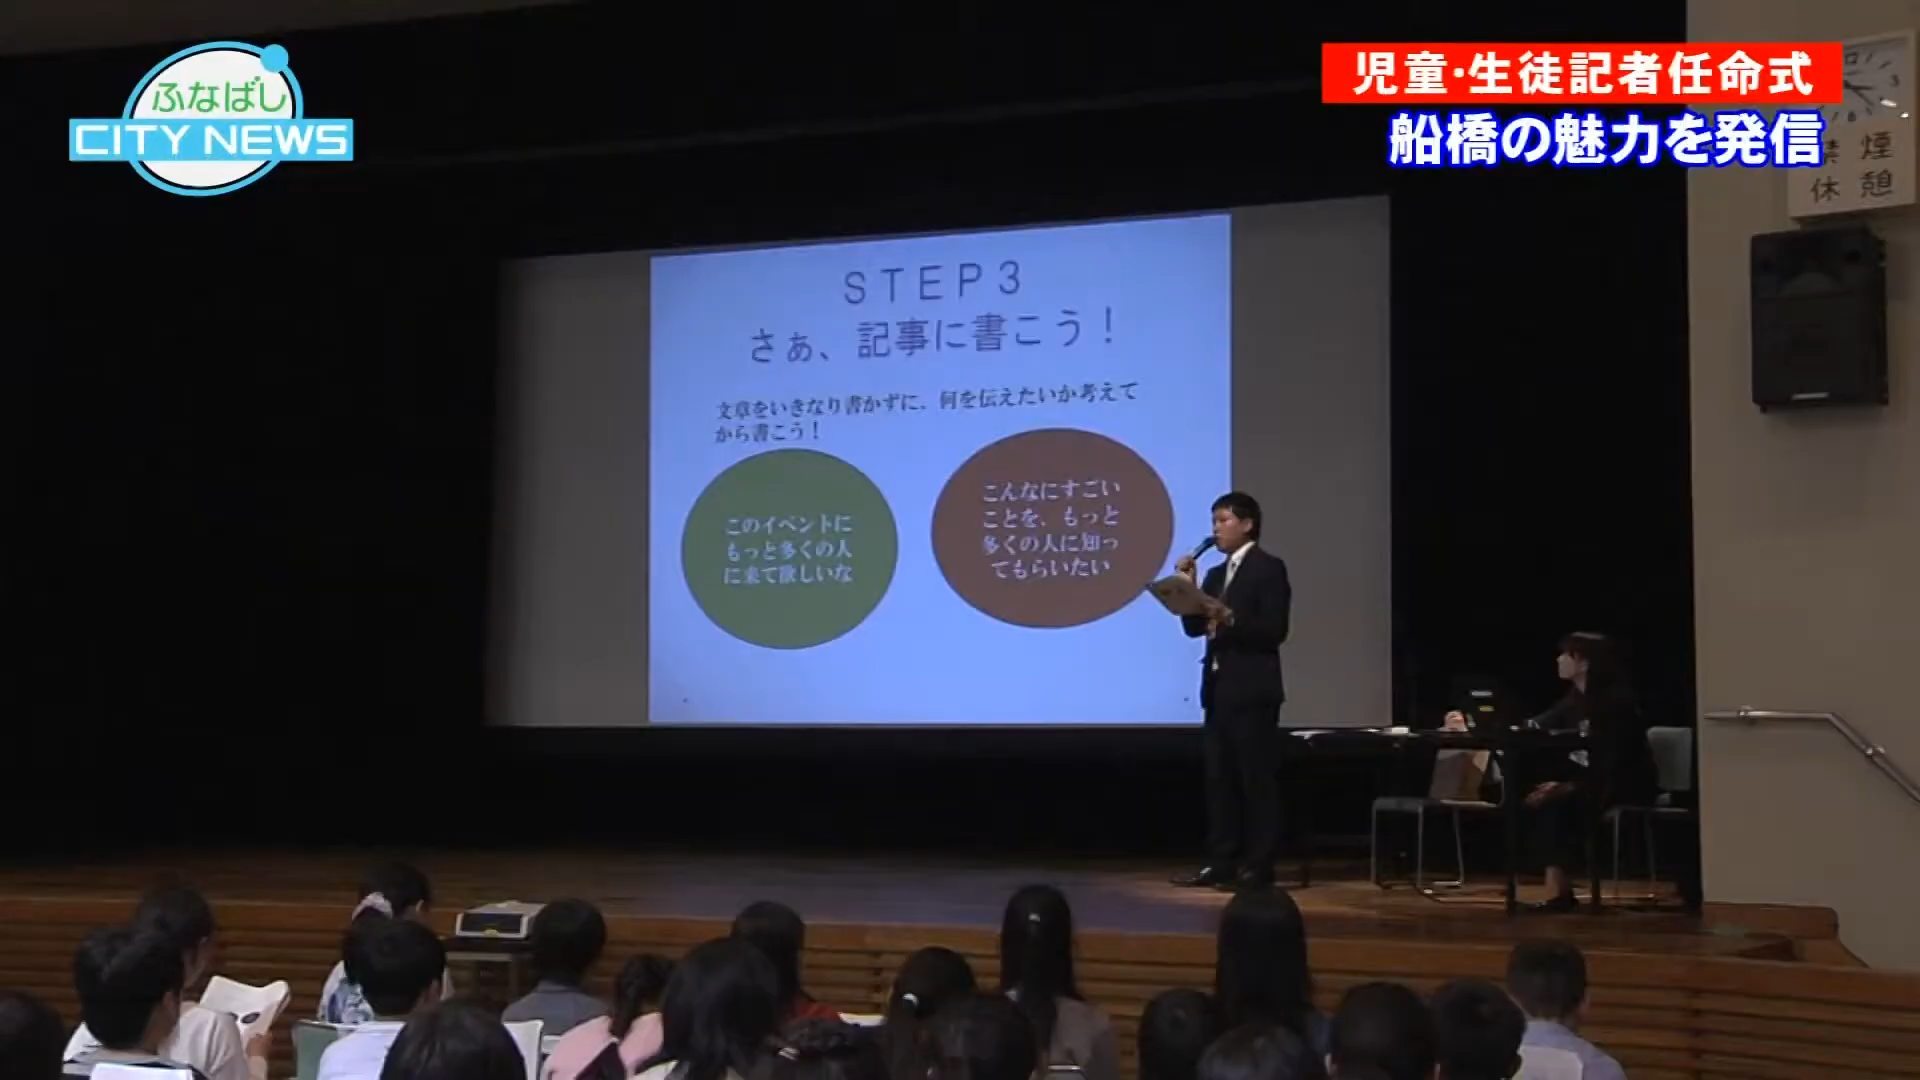 ふなばし
CITY NEWS
児童・生徒記者任命式
船橋の魅力を発信
禁煙
休憩
STEP3
さぁ、記事に書こう！
文章をいきなり書かずに、何を伝えたいか考えて
から書こう！
このイベントに
もっと多くの人
に来て欲しいな
こんなにすごい
ことを、もっと
多くの人に知っ
てもらいたい